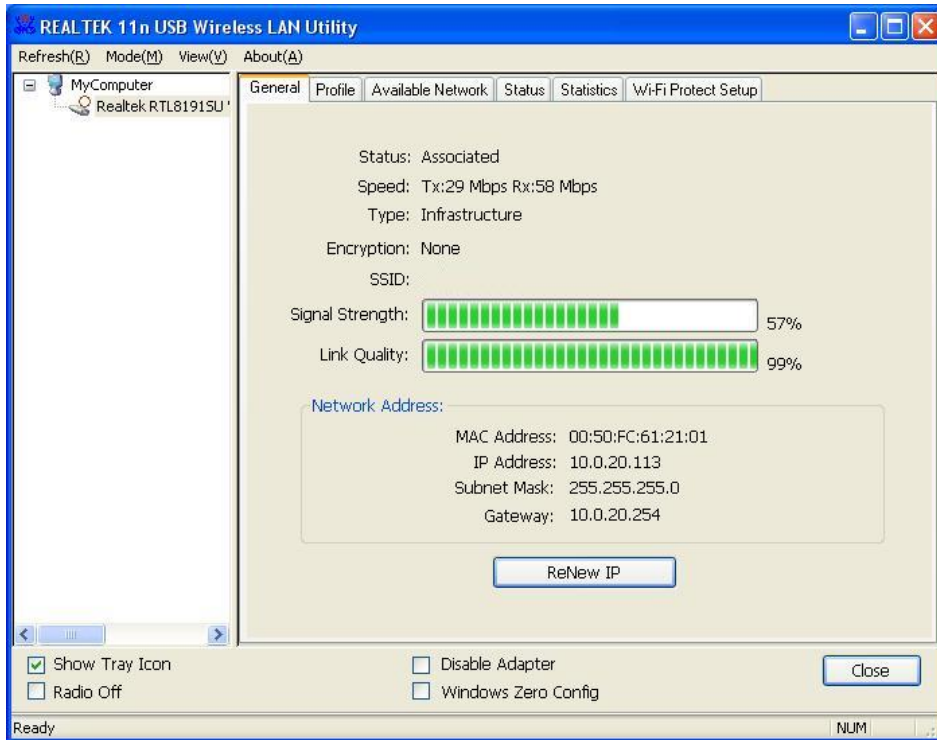 REALTEK 11n USB Wireless LAN Utility
Refresh(R) Mode(M) View(V) About(A)
MyComputer
Realtek RTL8191SU '
General Profile Available Network Status Statistics Wi-Fi Protect Setup
Status: Associated
Speed: Tx:29 Mbps Rx:58 Mbps
Type: Infrastructure
Encryption: None
SSID:
Signal Strength: 57%
Link Quality: 99%
Network Address:
MAC Address: 00:50:FC:61:21:01
IP Address: 10.0.20.113
Subnet Mask: 255.255.255.0
Gateway: 10.0.20.254
ReNew IP
Show Tray Icon
Radio Off
Disable Adapter
Windows Zero Config
Close
Ready NUM